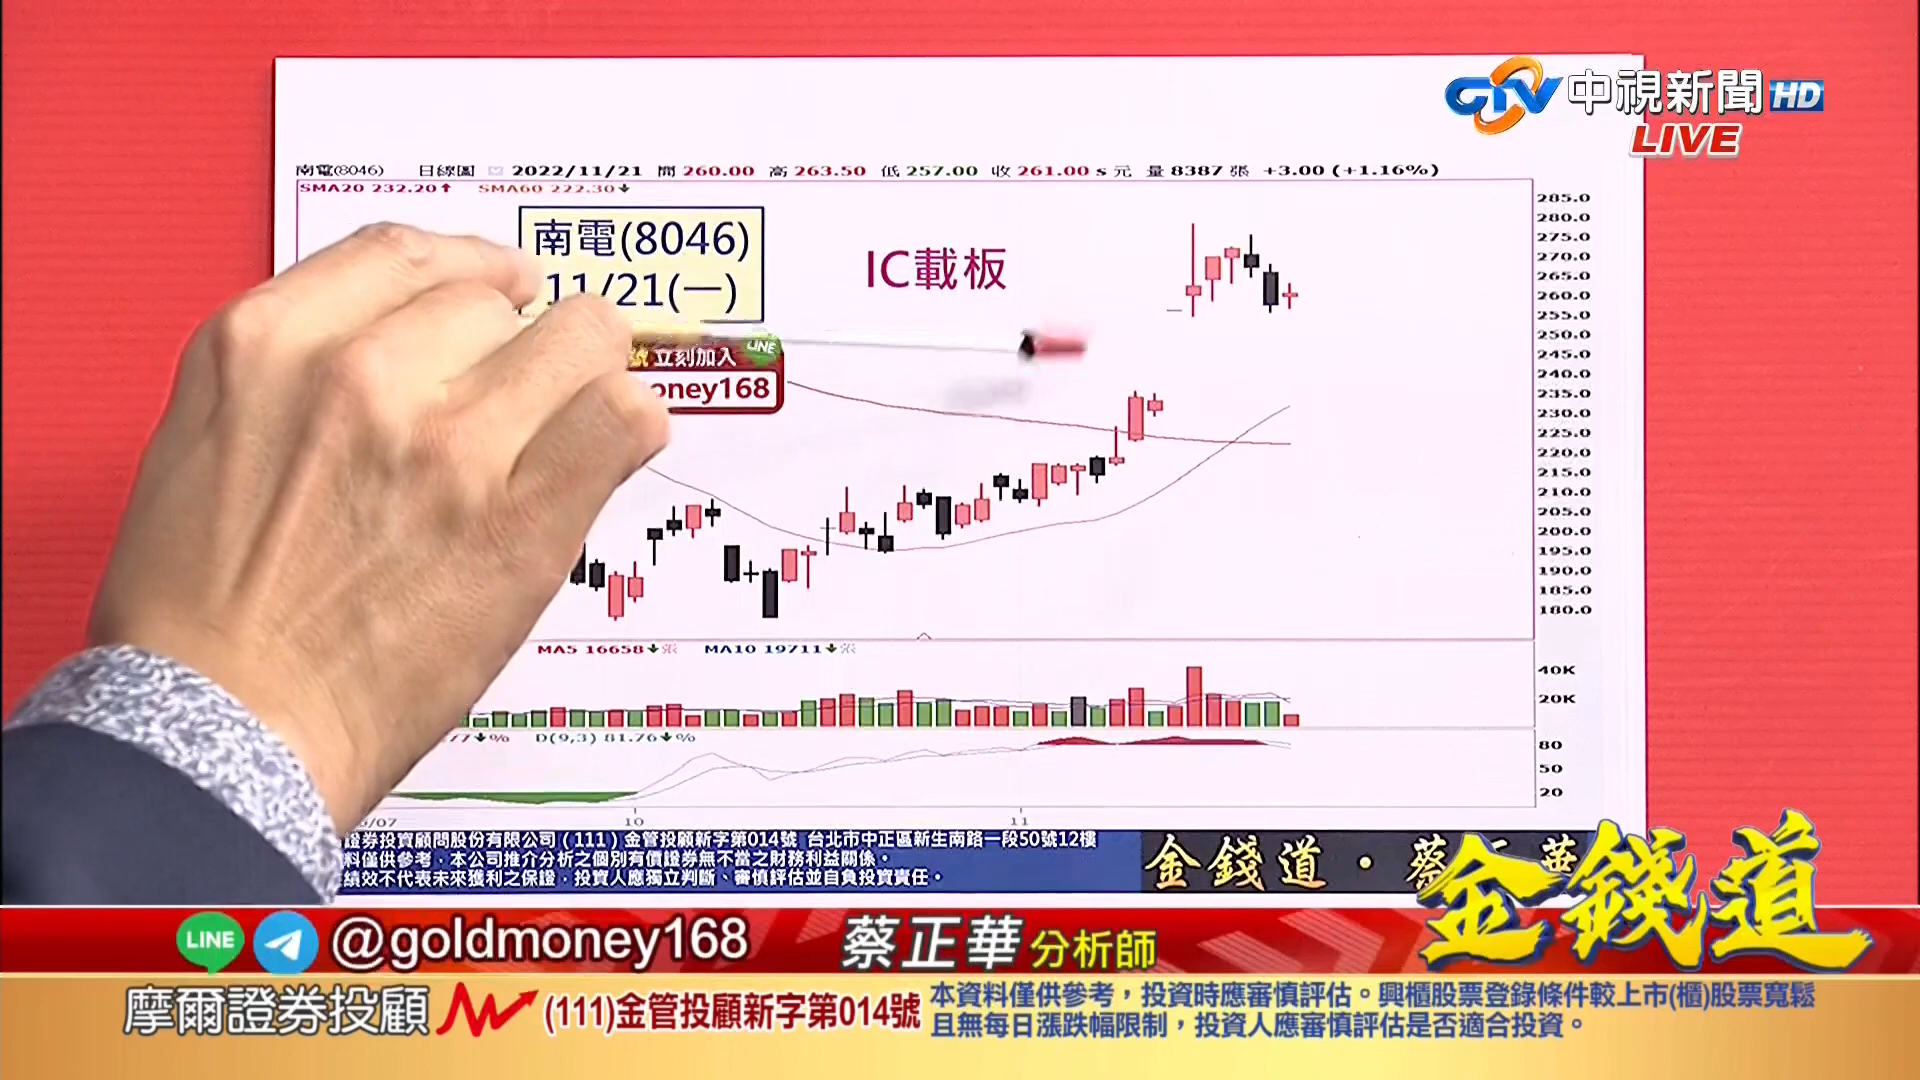 CTV 中視新聞 HD
LIVE
南電(8046) 日線圖 2022/11/21 開 260.00 高 263.50 低 257.00 收 261.00 s 元 量 8387 張 +3.00 (+1.16%)
SMA20 232.20↑ SMA60 222.30↓
南電(8046)
11/21(一)
IC載板
號立刻加入 LINE
oney168
285.0
280.0
275.0
270.0
265.0
260.0
255.0
250.0
245.0
240.0
235.0
230.0
225.0
220.0
215.0
210.0
205.0
200.0
195.0
190.0
185.0
180.0
MA5 16658↓張 MA10 19711↓張
40K
20K
77↓% D(9,3) 81.76↓%
80
50
20
/07 10 11
證券投資顧問股份有限公司(111)金管投顧新字第014號 台北市中正區新生南路一段50號12樓
料僅供參考，本公司推介分析之個別有價證券無不當之財務利益關係。
績效不代表未來獲利之保證，投資人應獨立判斷、審慎評估並自負投資責任。
金錢道·蔡 華
金錢道
LINE @goldmoney168 蔡正華 分析師
摩爾證券投顧 (111)金管投顧新字第014號
本資料僅供參考，投資時應審慎評估。興櫃股票登錄條件較上市(櫃)股票寬鬆
且無每日漲跌幅限制，投資人應審慎評估是否適合投資。